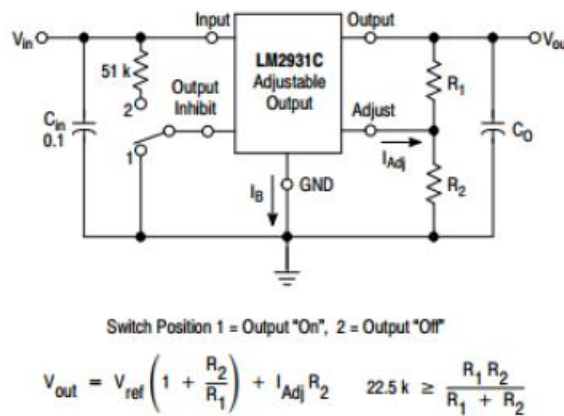 Input
Output
Vin
Vou
LM2931C
Adjustable
Output
51 k
Output
Inhibit
2
1
Cin
0.1
Adjust
IAdj
R1
R2
CO
IB
GND
Switch Position 1 = Output "On", 2 = Output "Off"
Vout = Vref (1 + R2/R1) + IAdj R2
22.5 k ≥ R1 R2 / R1 + R2